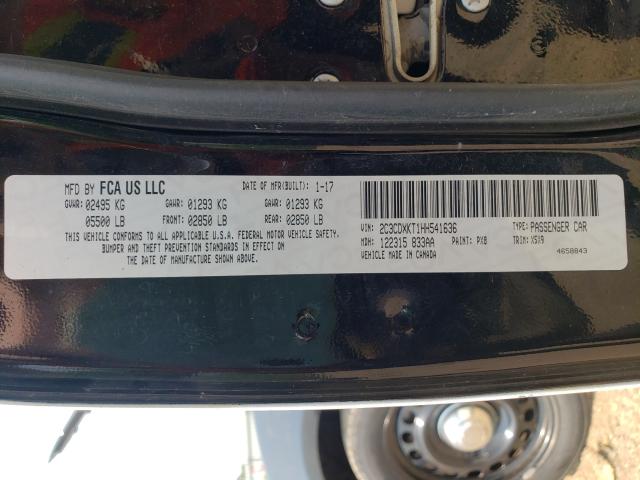 MFD BY FCA US LLC DATE OF MFR(BUILT): 1-17
GVWR: 02495 KG GAWR: 01293 KG GAWR: 01293 KG
05500 LB FRONT: 02850 LB REAR: 02850 LB
THIS VEHICLE CONFORMS TO ALL APPLICABLE U.S.A. FEDERAL MOTOR VEHICLE SAFETY,
BUMPER AND THEFT PREVENTION STANDARDS IN EFFECT ON
THE DATE OF MANUFACTURE SHOWN ABOVE.
VIN: 2C3CDXKT1HH541636 TYPE: PASSENGER CAR
MDH: 122315 833AA PAINT: PX8 TRIM: X5X9
VEHICLE MADE IN CANADA 4658843